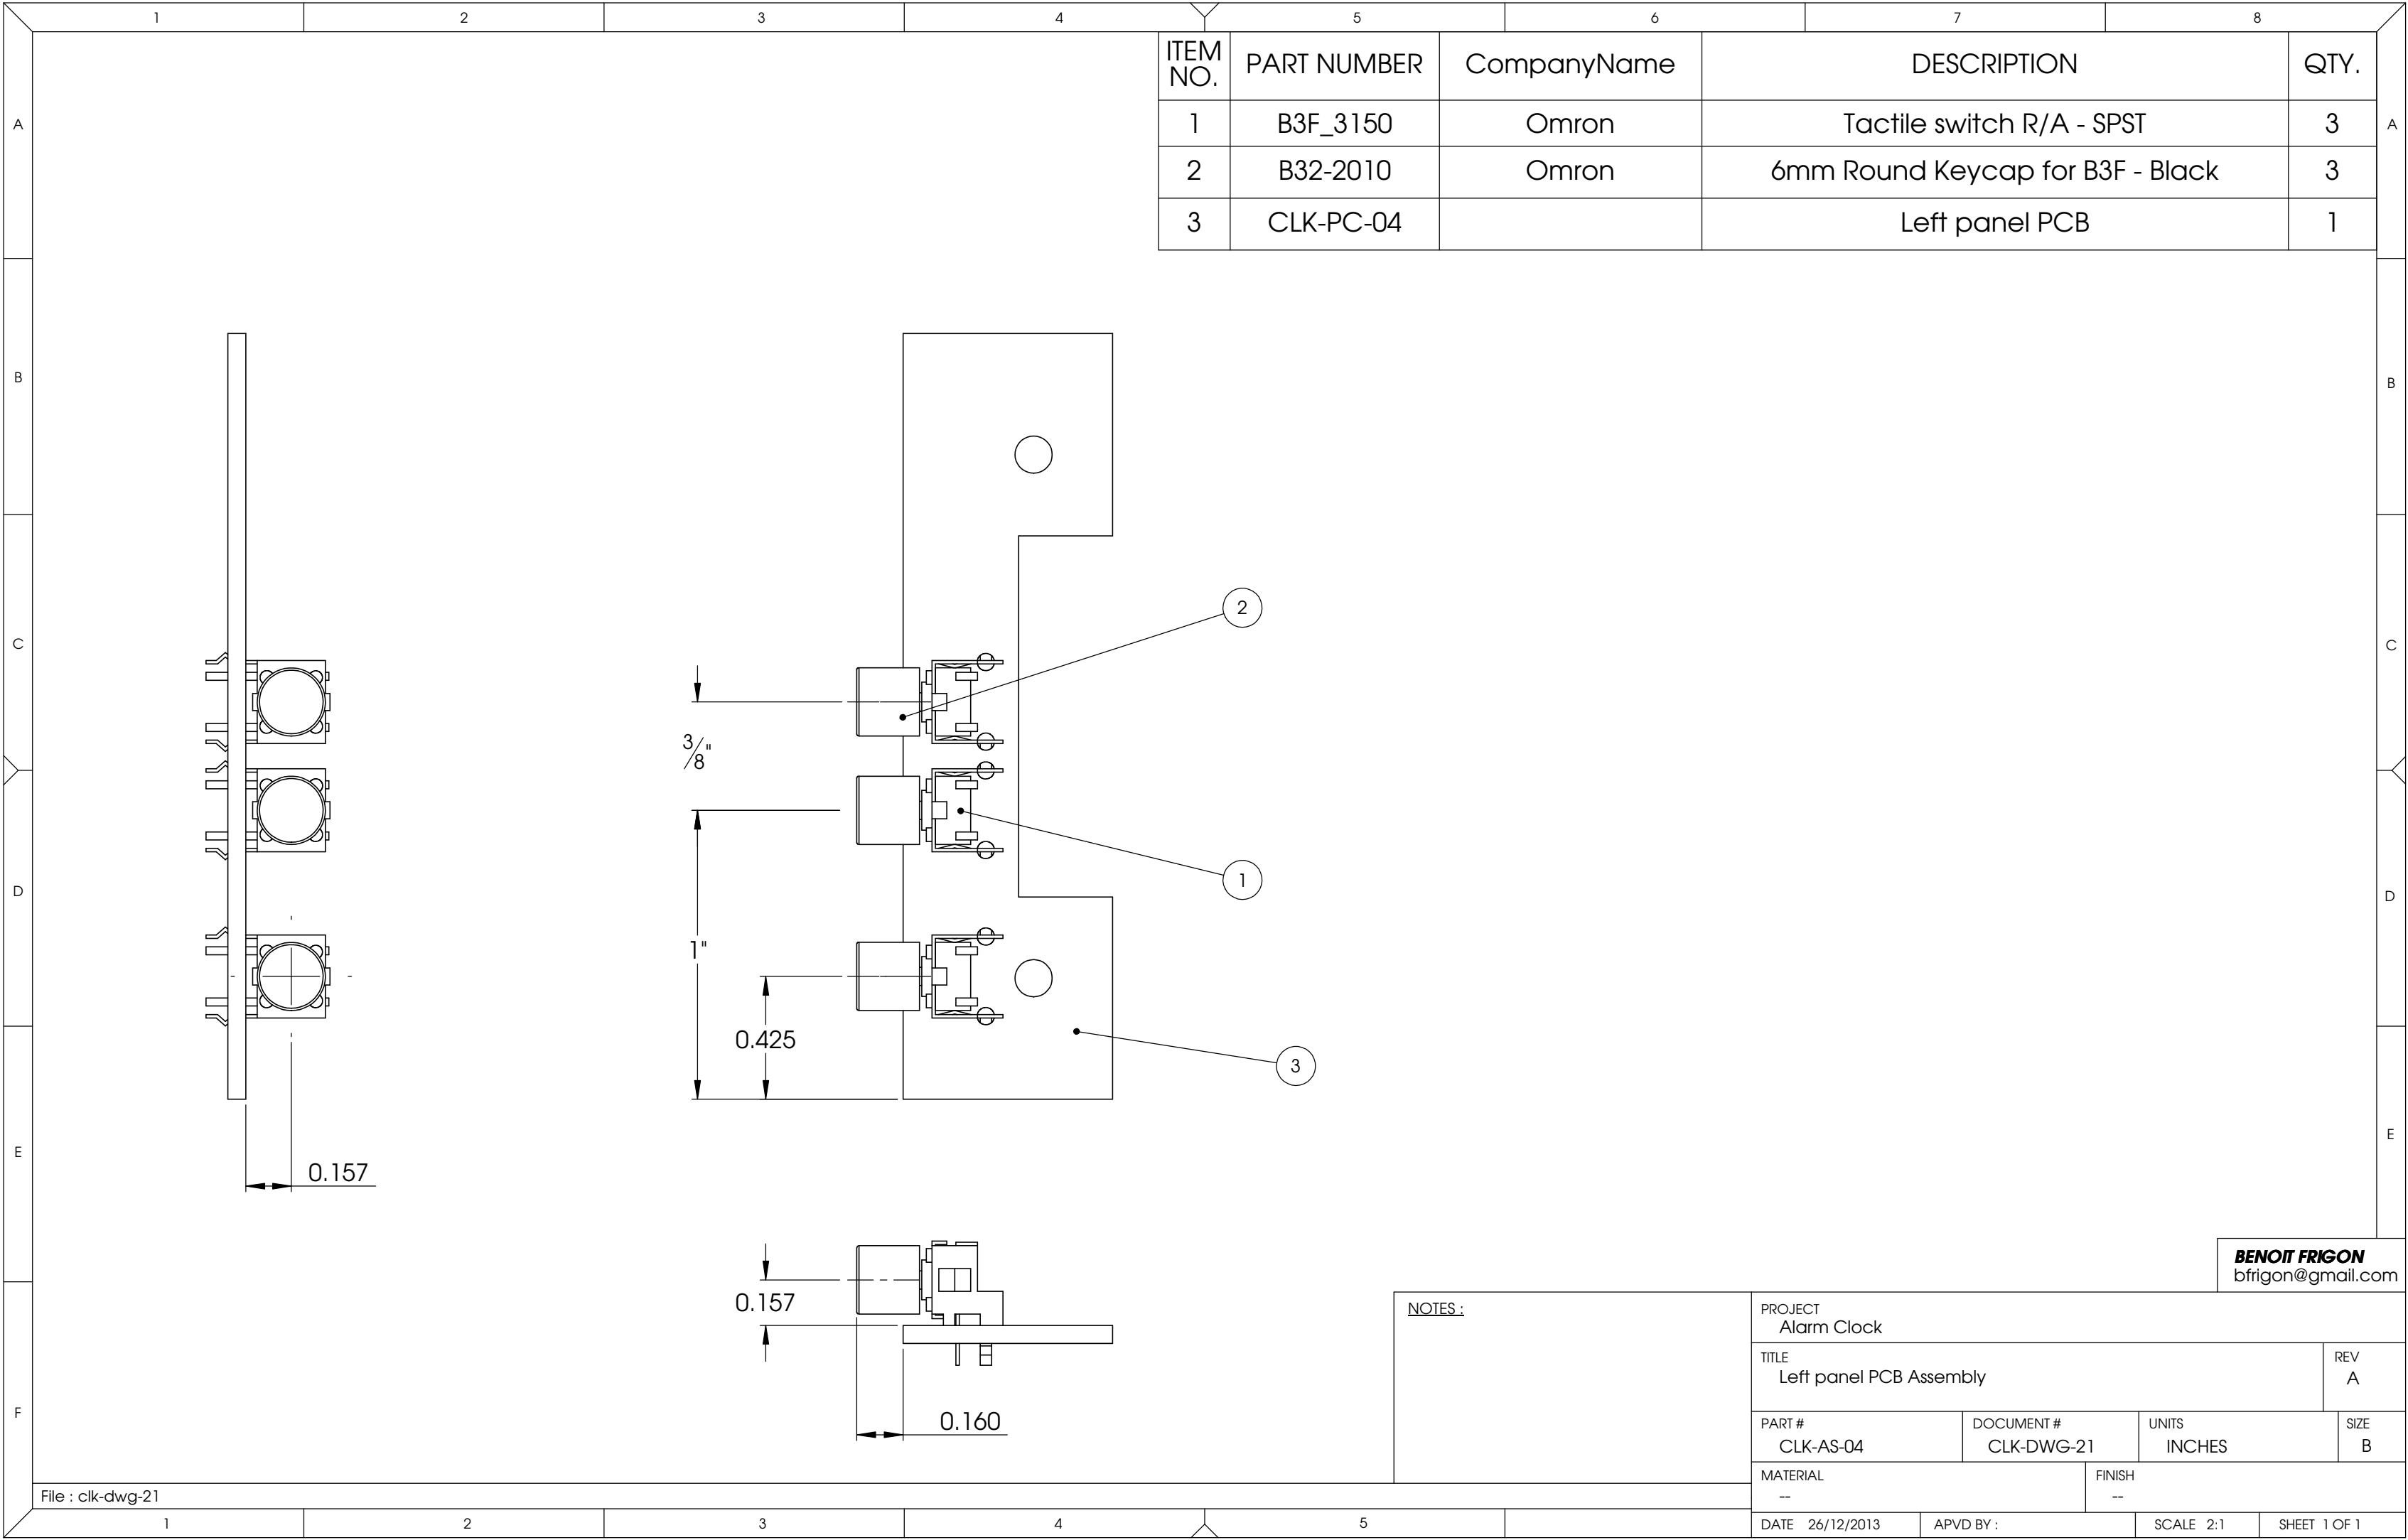 1 2 3 4 5 6 7 8
ITEM NO. PART NUMBER CompanyName DESCRIPTION QTY.
1 B3F_3150 Omron Tactile switch R/A - SPST 3
2 B32-2010 Omron 6mm Round Keycap for B3F - Black 3
3 CLK-PC-04 Left panel PCB 1
A A
B B
C C
D D
E E
F
2
3/8"
1
1"
0.425
3
0.157
0.157
0.160
BENOIT FRIGON
bfrigon@gmail.com
NOTES :
PROJECT
Alarm Clock
TITLE
Left panel PCB Assembly
REV
A
PART #
CLK-AS-04
DOCUMENT #
CLK-DWG-21
UNITS
INCHES
SIZE
B
MATERIAL
--
FINISH
--
DATE 26/12/2013 APVD BY : SCALE 2:1 SHEET 1 OF 1
File : clk-dwg-21
1 2 3 4 5